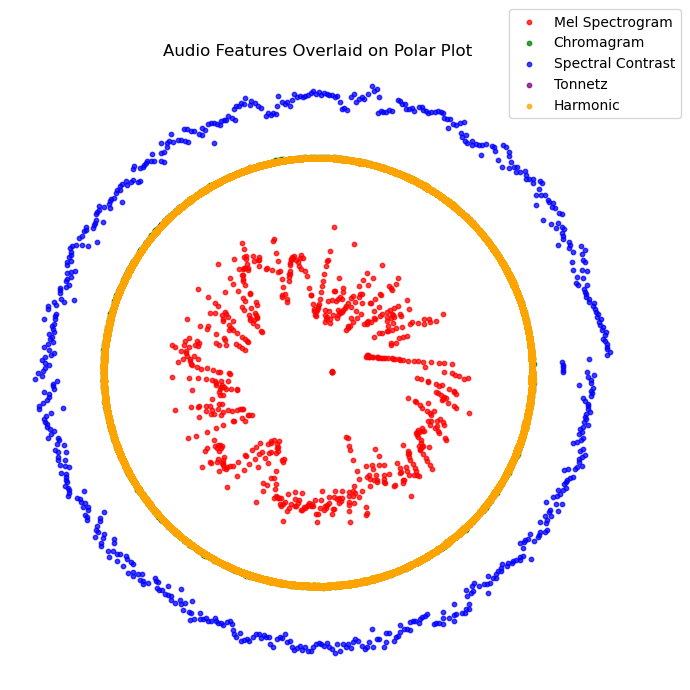 Audio Features Overlaid on Polar Plot
Mel Spectrogram
Chromagram
Spectral Contrast
Tonnetz
Harmonic